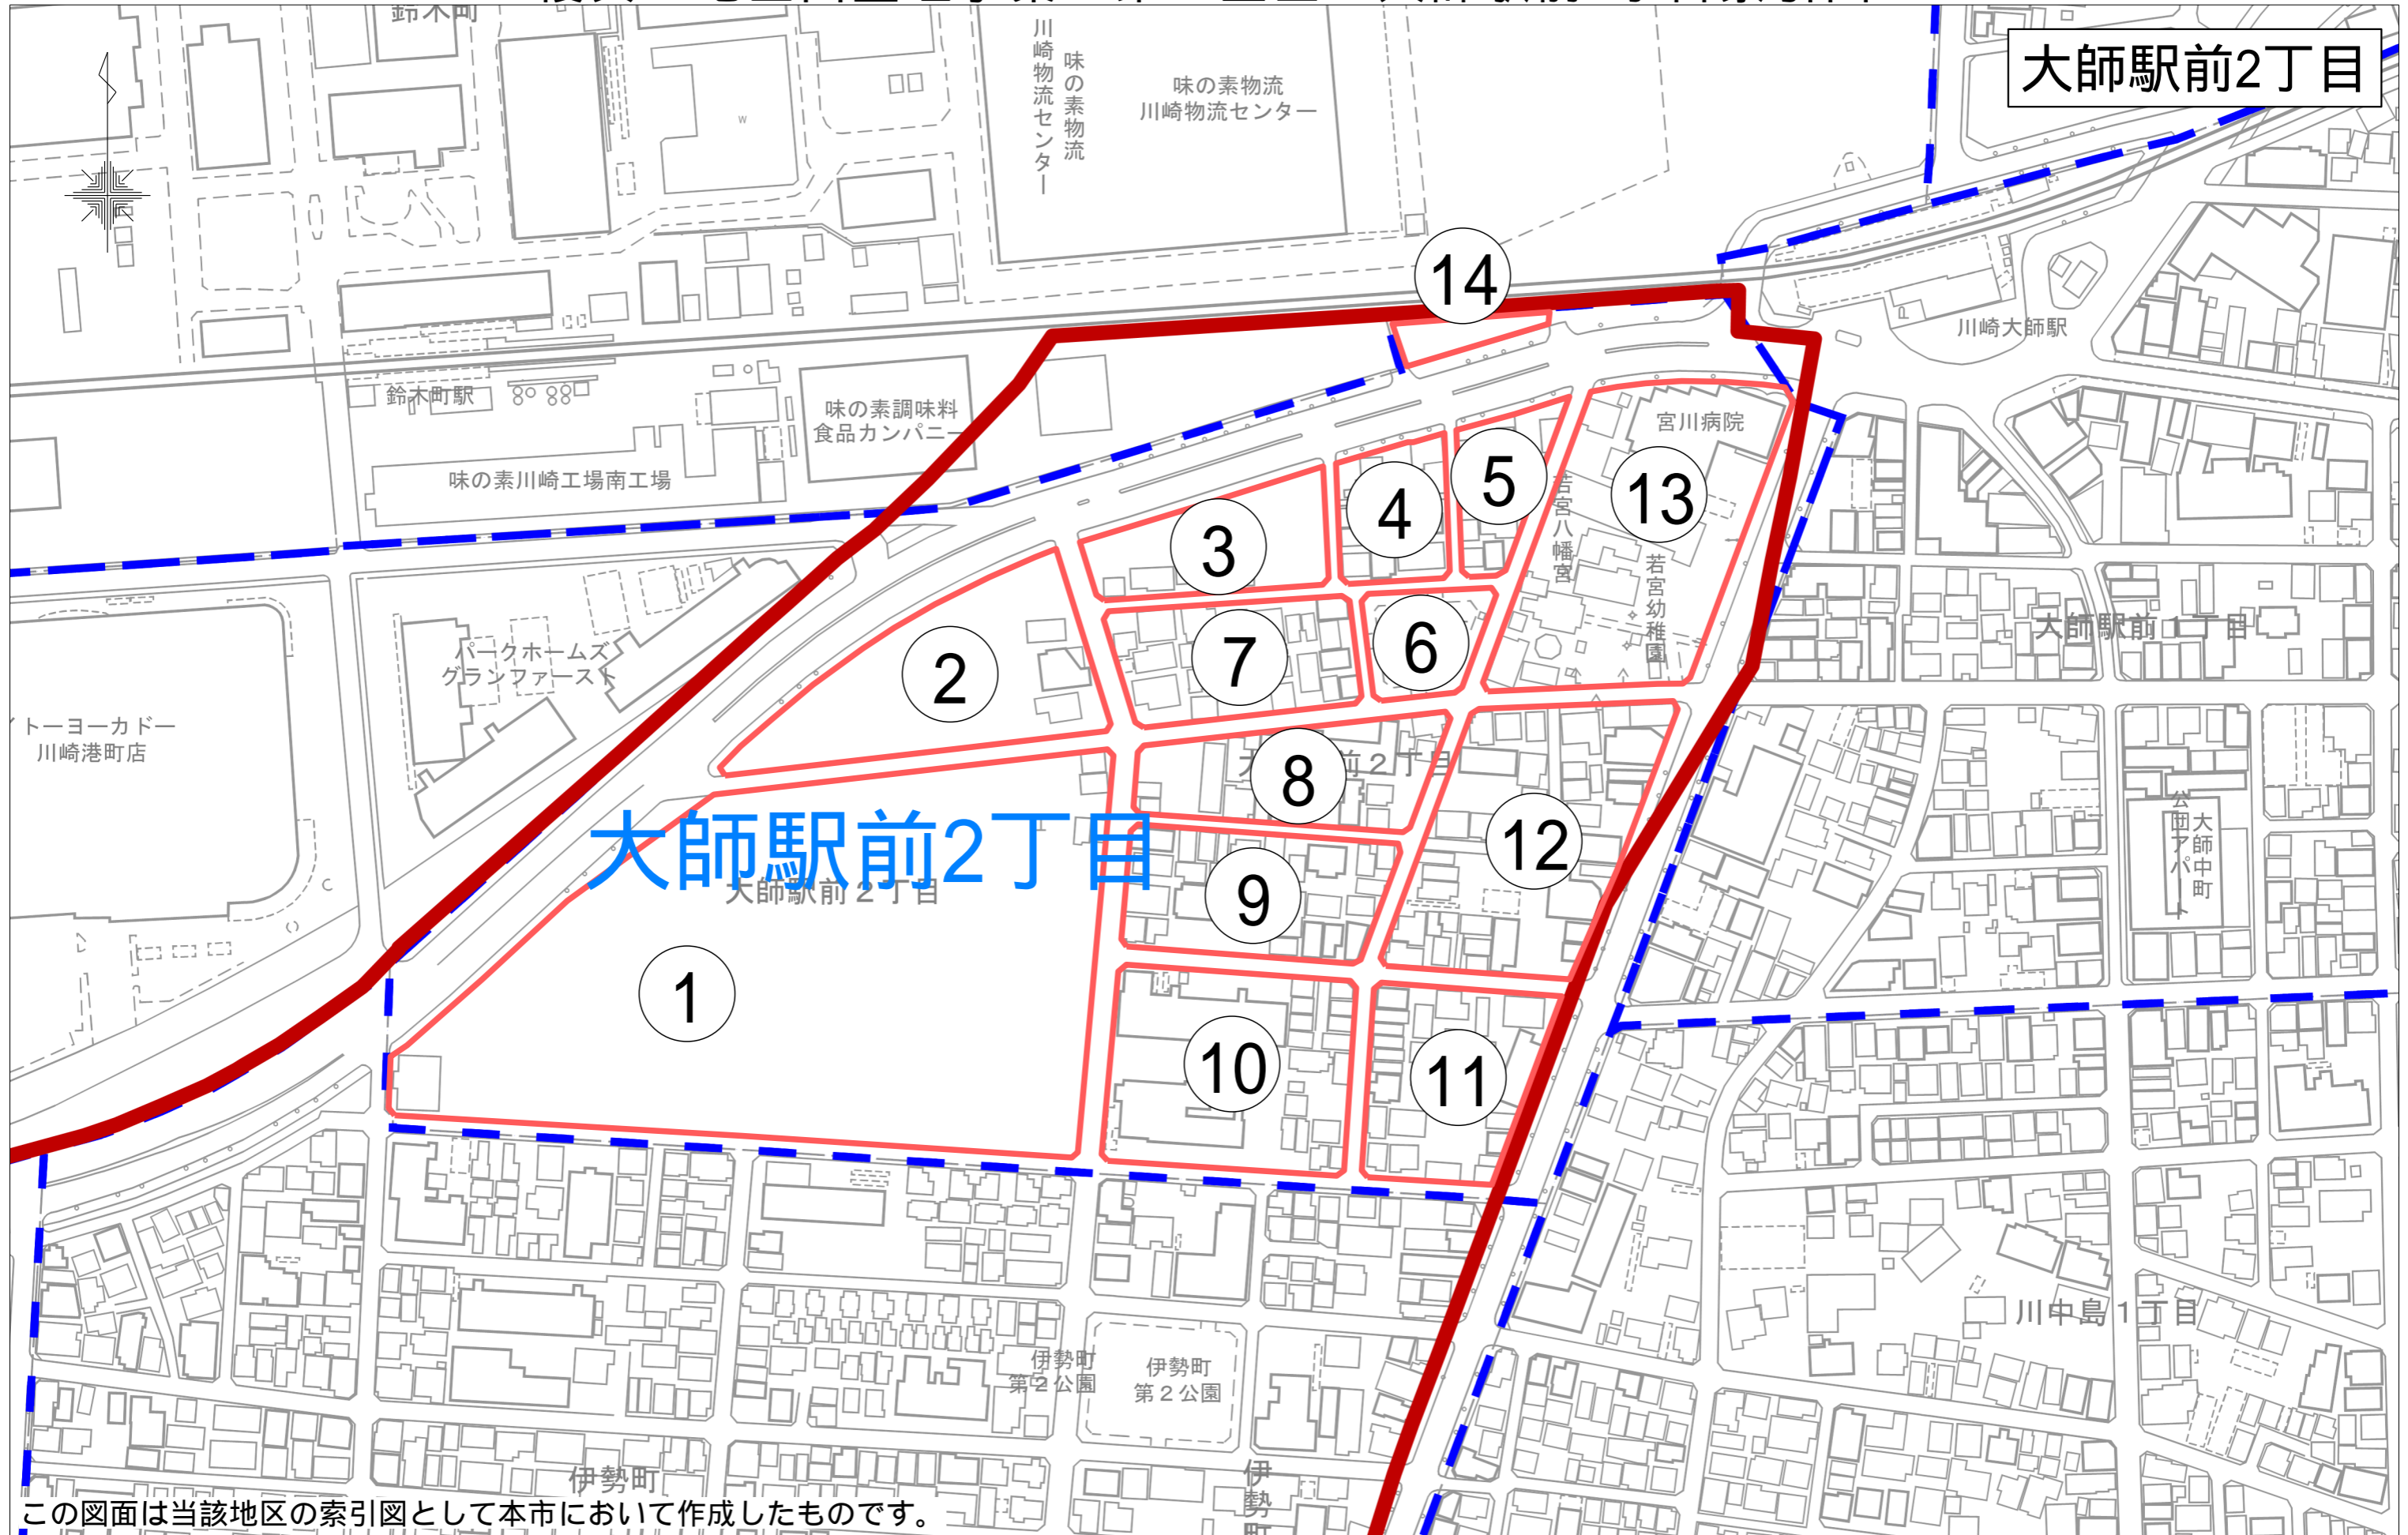 大師駅前2丁目
鈴木町
川崎物流センター
味の素物流
味の素物流
川崎物流センター
W
14
川崎大師駅
鈴木町駅
味の素調味料
食品カンパニー
味の素川崎工場南工場
宮川病院
5
13
4
3
若宮八幡宮
若宮幼稚園
大師駅前1丁目
7
6
2
パークホームズ
グランファースト
イトーヨーカドー
川崎港町店
8
12
大師駅前2丁目
大師駅前2丁目
9
公団アパート
大師中町
1
10
11
川中島1丁目
伊勢町
第2公園
伊勢町
第2公園
伊勢町
伊勢町
この図面は当該地区の索引図として本市において作成したものです。